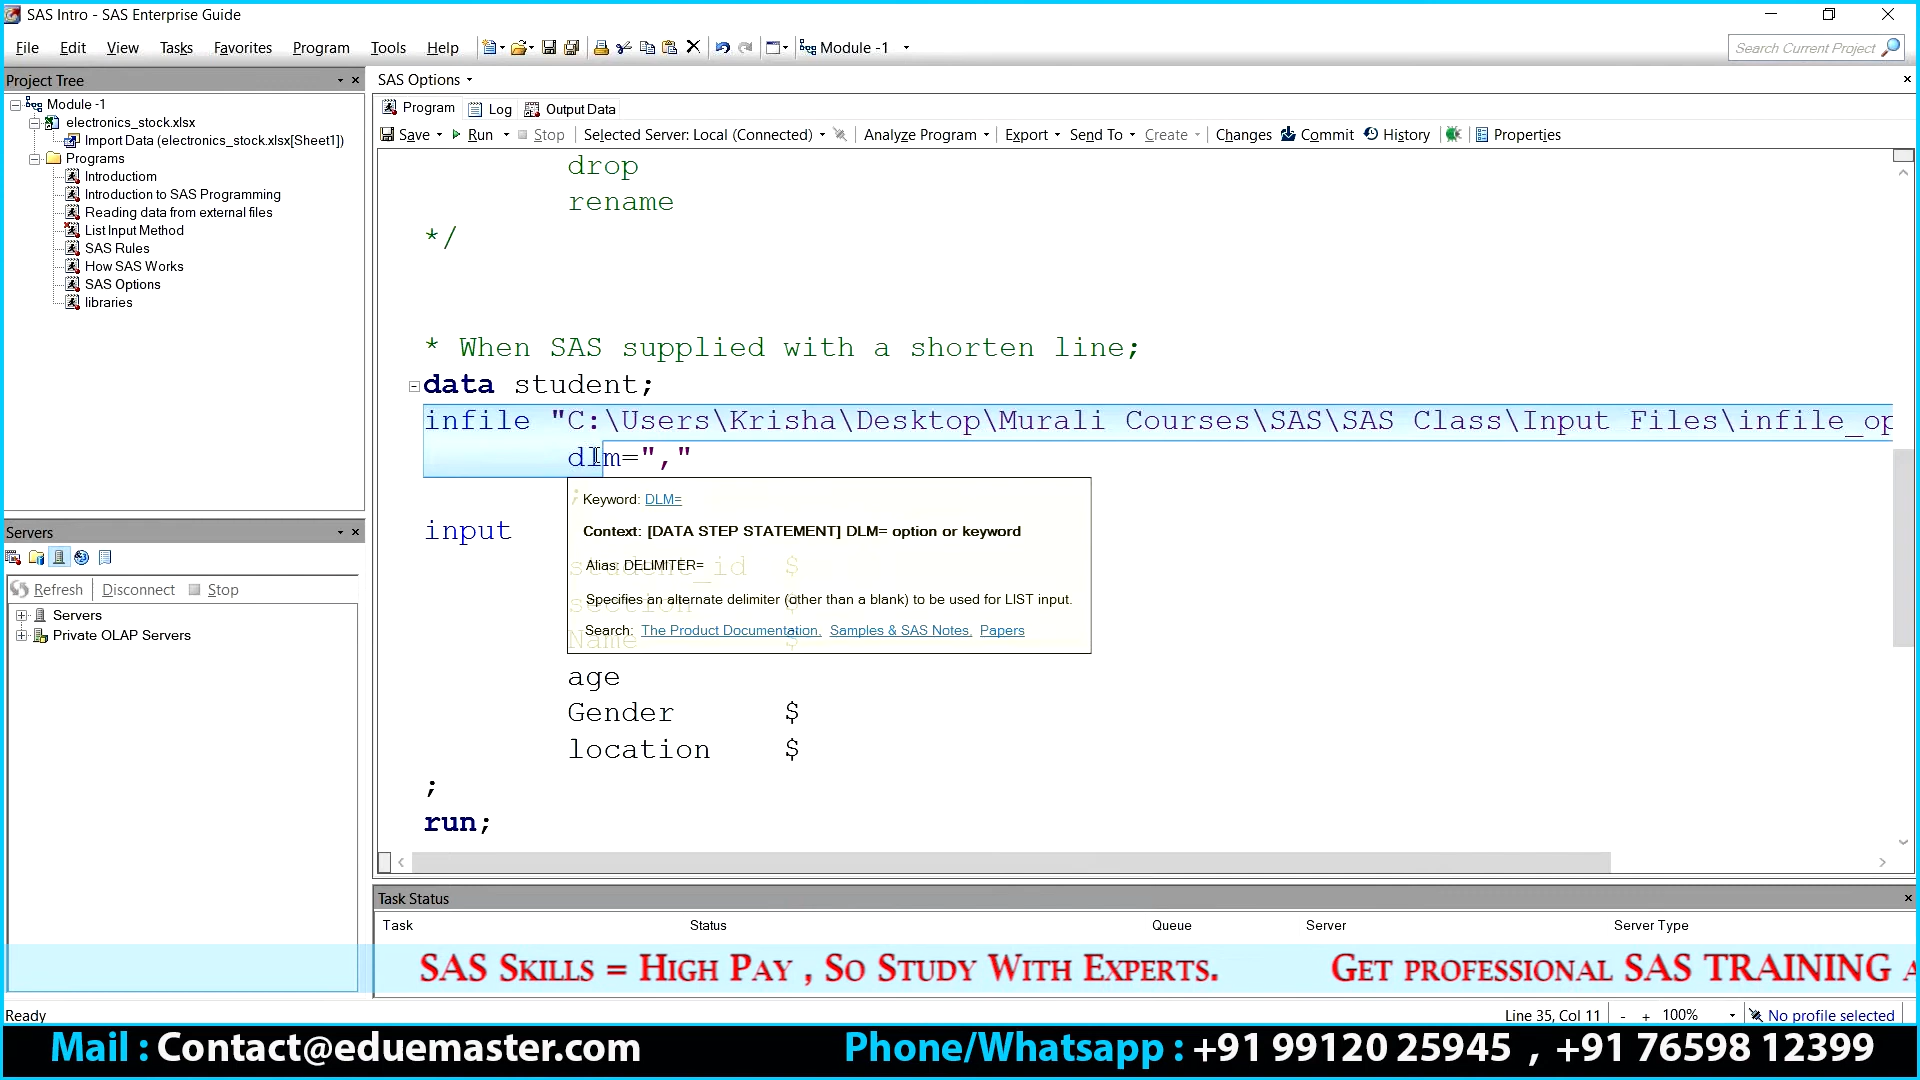 SAS Intro - SAS Enterprise Guide
File Edit View Tasks Favorites Program Tools Help Module -1 Search Current Project
Project Tree
Module -1
electronics_stock.xlsx
Import Data (electronics_stock.xlsx[Sheet1])
Programs
Introductiom
Introduction to SAS Programming
Reading data from external files
List Input Method
SAS Rules
How SAS Works
SAS Options
libraries
Servers
Refresh Disconnect Stop
Servers
Private OLAP Servers
SAS Options
Program Log Output Data
Save Run Stop Selected Server: Local (Connected) Analyze Program Export Send To Create Changes Commit History Properties
drop
rename
*/
* When SAS supplied with a shorten line;
data student;
infile "C:\Users\Krisha\Desktop\Murali Courses\SAS\SAS Class\Input Files\infile_op
dlm=","
;
Keyword: DLM=
Context: [DATA STEP STATEMENT] DLM= option or keyword
Alias: DELIMITER=
Specifies an alternate delimiter (other than a blank) to be used for LIST input.
Search: The Product Documentation, Samples & SAS Notes, Papers
input
student_id $
section $
Name $
age
Gender $
location $
;
run;
Task Status
Task Status Queue Server Server Type
SAS SKILLS = HIGH PAY , SO STUDY WITH EXPERTS. GET PROFESSIONAL SAS TRAINING A
Ready Line 35, Col 11 - + 100% No profile selected
Mail : Contact@eduemaster.com Phone/Whatsapp : +91 99120 25945 , +91 76598 12399